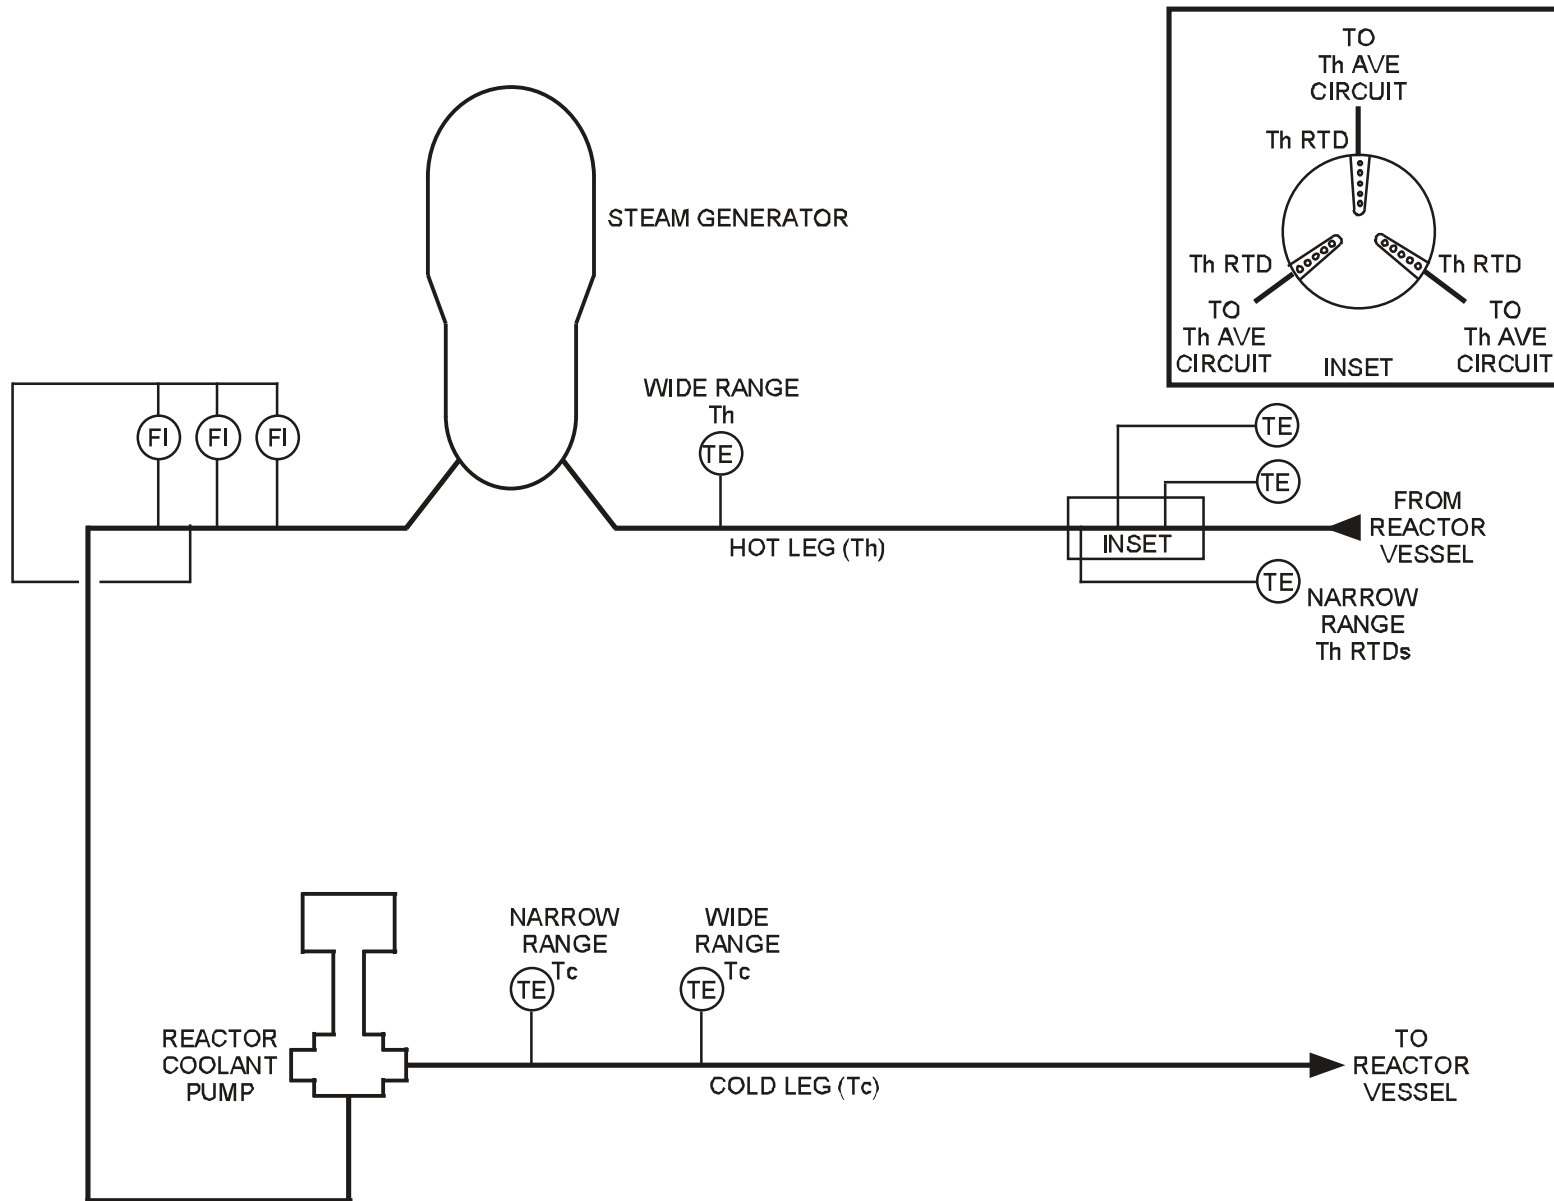 TO
Th AVE
CIRCUIT
Th RTD
Th RTD
Th RTD
TO
Th AVE
CIRCUIT
TO
Th AVE
CIRCUIT
INSET
STEAM GENERATOR
WIDE RANGE
Th
TE
FI
FI
FI
TE
TE
FROM
REACTOR
VESSEL
INSET
HOT LEG (Th)
TE
NARROW
RANGE
Th RTDs
NARROW
RANGE
Tc
TE
WIDE
RANGE
Tc
TE
REACTOR
COOLANT
PUMP
COLD LEG (Tc)
TO
REACTOR
VESSEL